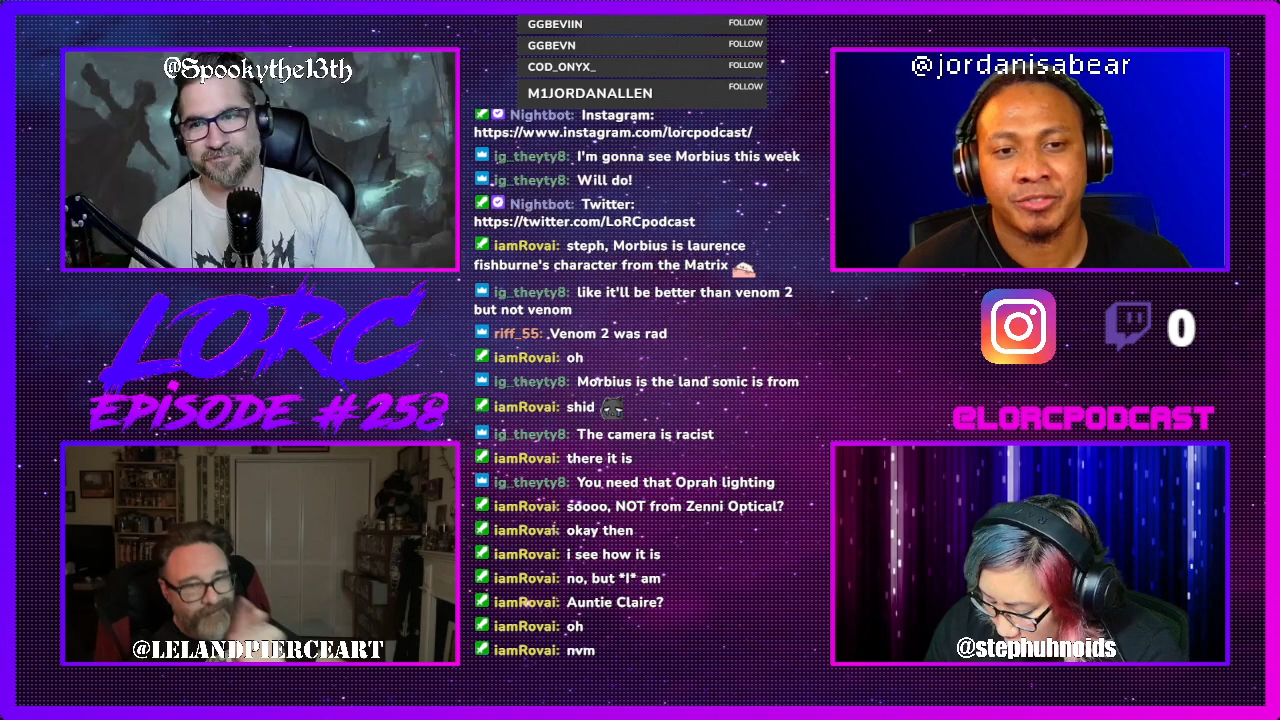 GGBEVIIN FOLLOW
GGBEVN FOLLOW
COD_ONYX_ FOLLOW
M1JORDANALLEN FOLLOW
@Spookythe13th
@jordanisabear
Nightbot: Instagram:
https://www.instagram.com/lorcpodcast/
ig_theyty8: I'm gonna see Morbius this week
ig_theyty8: Will do!
Nightbot: Twitter:
https://twitter.com/LoRCpodcast
iamRovai: steph, Morbius is laurence
fishburne's character from the Matrix
ig_theyty8: like it'll be better than venom 2
but not venom
riff_55: Venom 2 was rad
iamRovai: oh
ig_theyty8: Morbius is the land sonic is from
iamRovai: shid
ig_theyty8: The camera is racist
iamRovai: there it is
ig_theyty8: You need that Oprah lighting
iamRovai: soooo, NOT from Zenni Optical?
iamRovai: okay then
iamRovai: i see how it is
iamRovai: no, but *I* am
iamRovai: Auntie Claire?
iamRovai: oh
iamRovai: nvm
LORC
EPISODE #258
0
@LORCPODCAST
@LELANDPIERCEART
@stephuhnoids